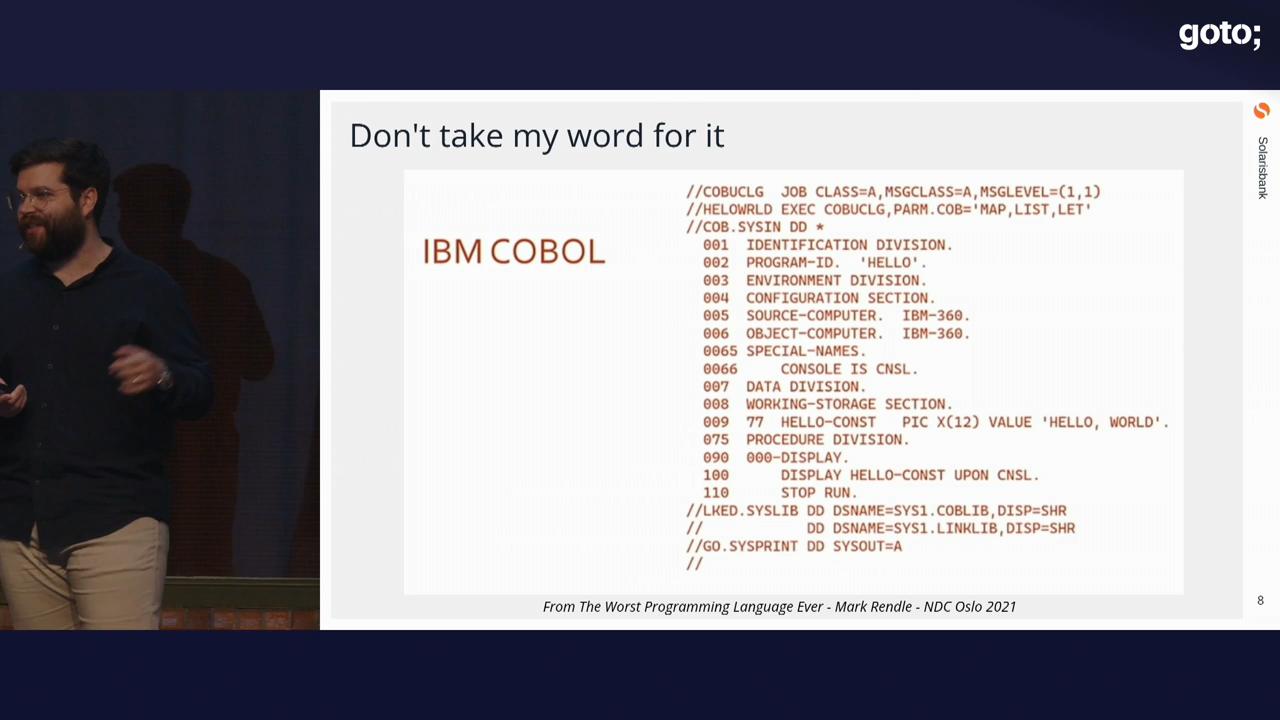 goto;
Don't take my word for it
Solarisbank
IBM COBOL
//COBUCLG  JOB CLASS=A,MSGCLASS=A,MSGLEVEL=(1,1)
//HELOWRLD EXEC COBUCLG,PARM.COB='MAP,LIST,LET'
//COB.SYSIN DD *
  001  IDENTIFICATION DIVISION.
  002  PROGRAM-ID.  'HELLO'.
  003  ENVIRONMENT DIVISION.
  004  CONFIGURATION SECTION.
  005  SOURCE-COMPUTER.  IBM-360.
  006  OBJECT-COMPUTER.  IBM-360.
  0065 SPECIAL-NAMES.
  0066     CONSOLE IS CNSL.
  007  DATA DIVISION.
  008  WORKING-STORAGE SECTION.
  009  77  HELLO-CONST   PIC X(12) VALUE 'HELLO, WORLD'.
  075  PROCEDURE DIVISION.
  090  000-DISPLAY.
  100      DISPLAY HELLO-CONST UPON CNSL.
  110      STOP RUN.
//LKED.SYSLIB DD DSNAME=SYS1.COBLIB,DISP=SHR
//            DD DSNAME=SYS1.LINKLIB,DISP=SHR
//GO.SYSPRINT DD SYSOUT=A
//
From The Worst Programming Language Ever - Mark Rendle - NDC Oslo 2021
8